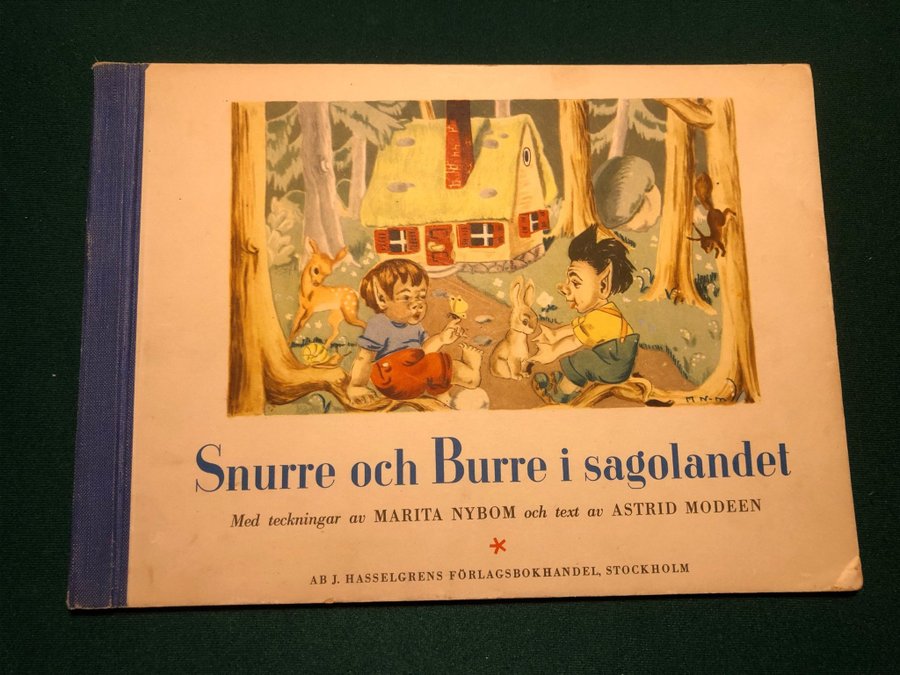 M N-m
Snurre och Burre i sagolandet
Med teckningar av MARITA NYBOM och text av ASTRID MODEEN
AB J. HASSELGRENS FÖRLAGSBOKHANDEL, STOCKHOLM